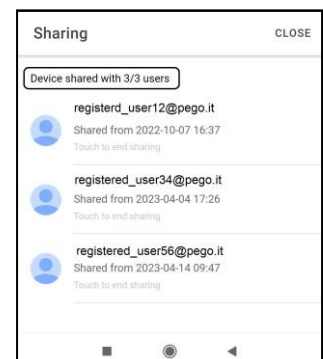 Sharing
CLOSE
Device shared with 3/3 users
registerd_user12@pego.it
Shared from 2022-10-07 16:37
Touch to end sharing
registered_user34@pego.it
Shared from 2023-04-04 17:26
Touch to end sharing
registered_user56@pego.it
Shared from 2023-04-14 09:47
Touch to end sharing